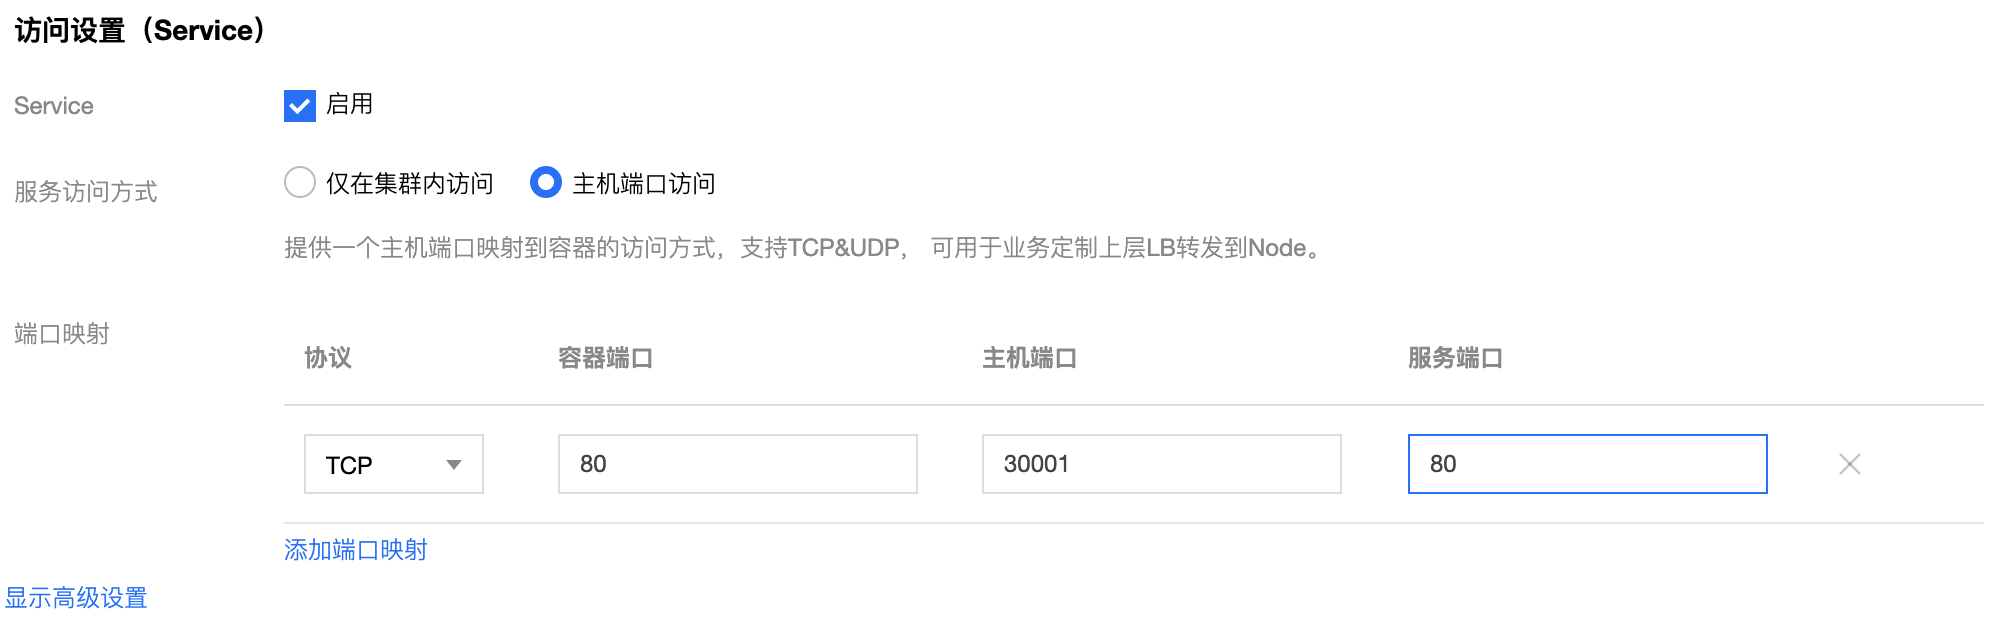 访问设置（Service）
Service 启用
服务访问方式 仅在集群内访问 主机端口访问
提供一个主机端口映射到容器的访问方式，支持TCP&UDP， 可用于业务定制上层LB转发到Node。
端口映射
协议 容器端口 主机端口 服务端口
TCP 80 30001 80
添加端口映射
显示高级设置